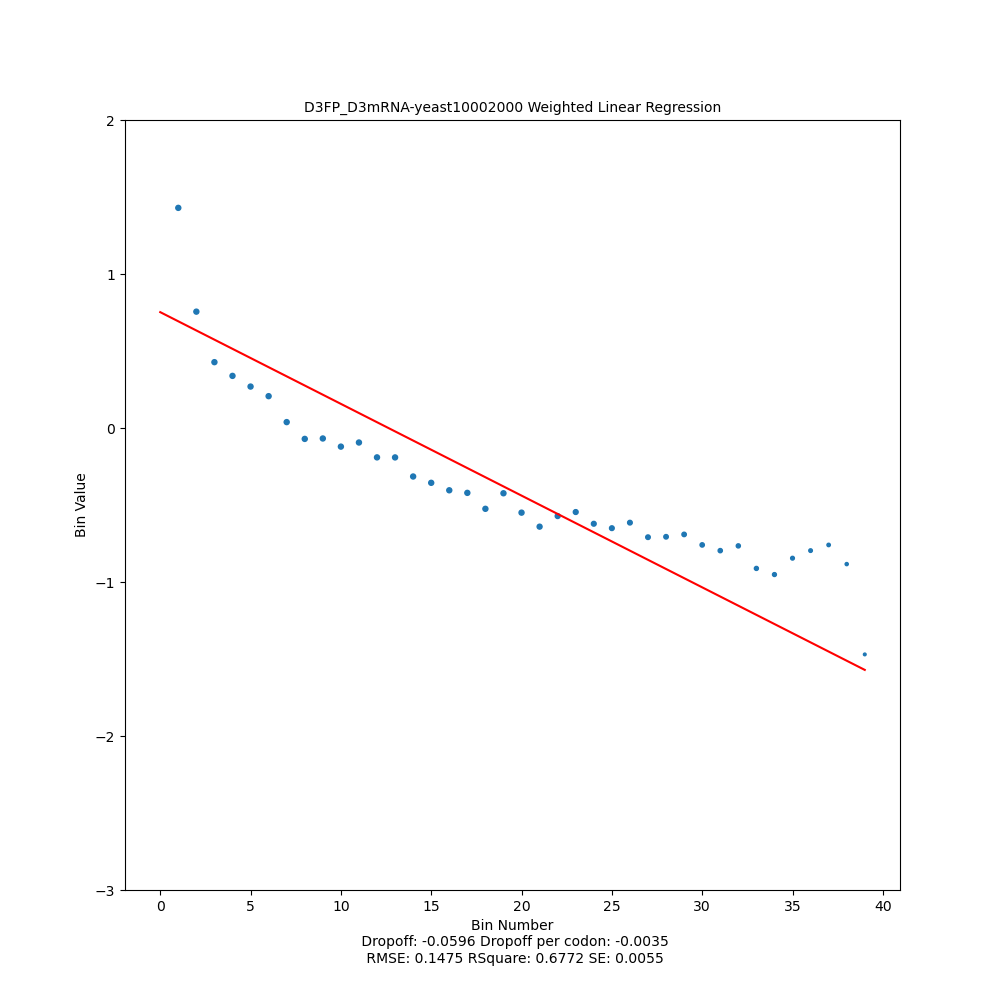 D3FP_D3mRNA-yeast10002000 Weighted Linear Regression
2
1
0
−1
−2
−3
Bin Value
0 5 10 15 20 25 30 35 40
Bin Number
Dropoff: -0.0596 Dropoff per codon: -0.0035
RMSE: 0.1475 RSquare: 0.6772 SE: 0.0055